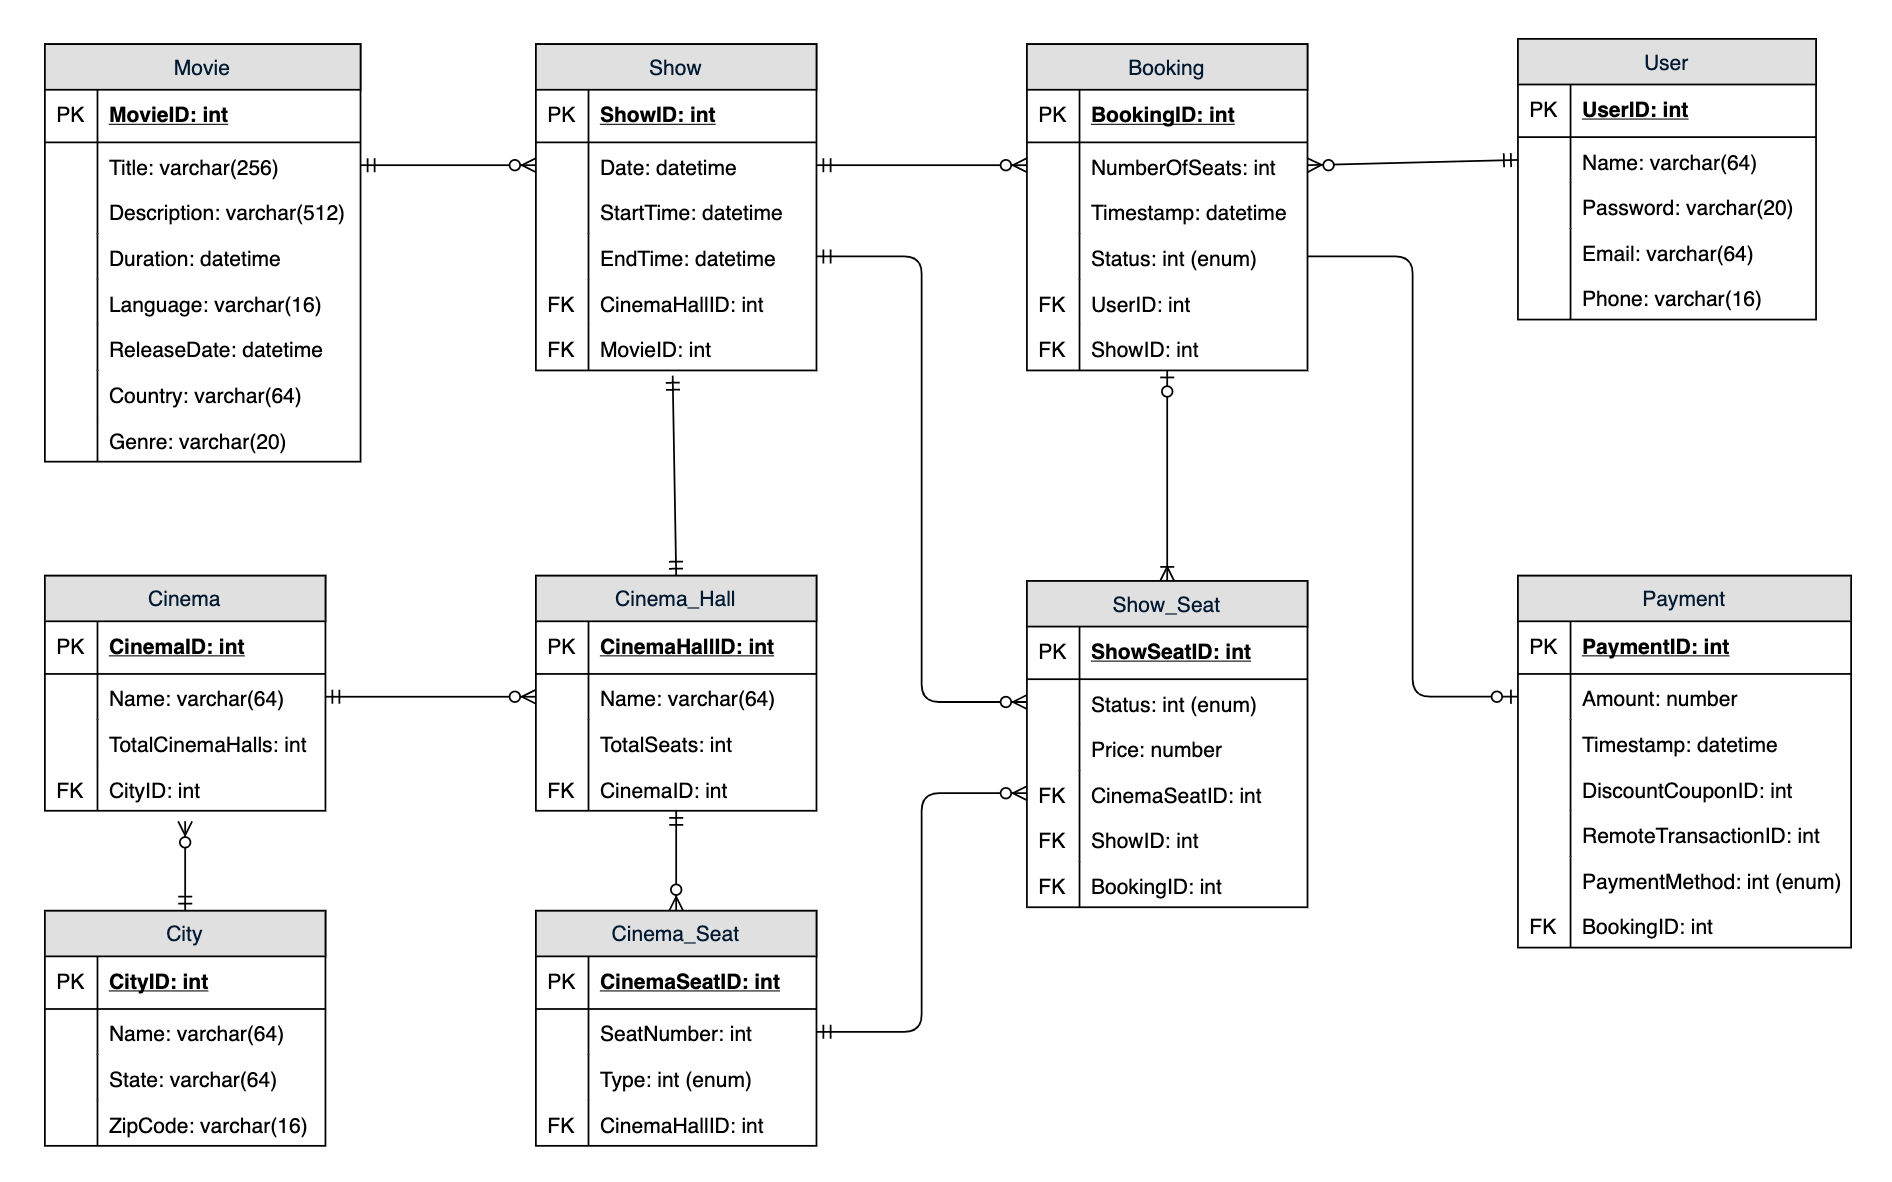 Movie
PK MovieID: int
Title: varchar(256)
Description: varchar(512)
Duration: datetime
Language: varchar(16)
ReleaseDate: datetime
Country: varchar(64)
Genre: varchar(20)
Show
PK ShowID: int
Date: datetime
StartTime: datetime
EndTime: datetime
FK CinemaHallID: int
FK MovieID: int
Booking
PK BookingID: int
NumberOfSeats: int
Timestamp: datetime
Status: int (enum)
FK UserID: int
FK ShowID: int
User
PK UserID: int
Name: varchar(64)
Password: varchar(20)
Email: varchar(64)
Phone: varchar(16)
Cinema
PK CinemaID: int
Name: varchar(64)
TotalCinemaHalls: int
FK CityID: int
Cinema_Hall
PK CinemaHallID: int
Name: varchar(64)
TotalSeats: int
FK CinemaID: int
Show_Seat
PK ShowSeatID: int
Status: int (enum)
Price: number
FK CinemaSeatID: int
FK ShowID: int
FK BookingID: int
Payment
PK PaymentID: int
Amount: number
Timestamp: datetime
DiscountCouponID: int
RemoteTransactionID: int
PaymentMethod: int (enum)
FK BookingID: int
City
PK CityID: int
Name: varchar(64)
State: varchar(64)
ZipCode: varchar(16)
Cinema_Seat
PK CinemaSeatID: int
SeatNumber: int
Type: int (enum)
FK CinemaHallID: int